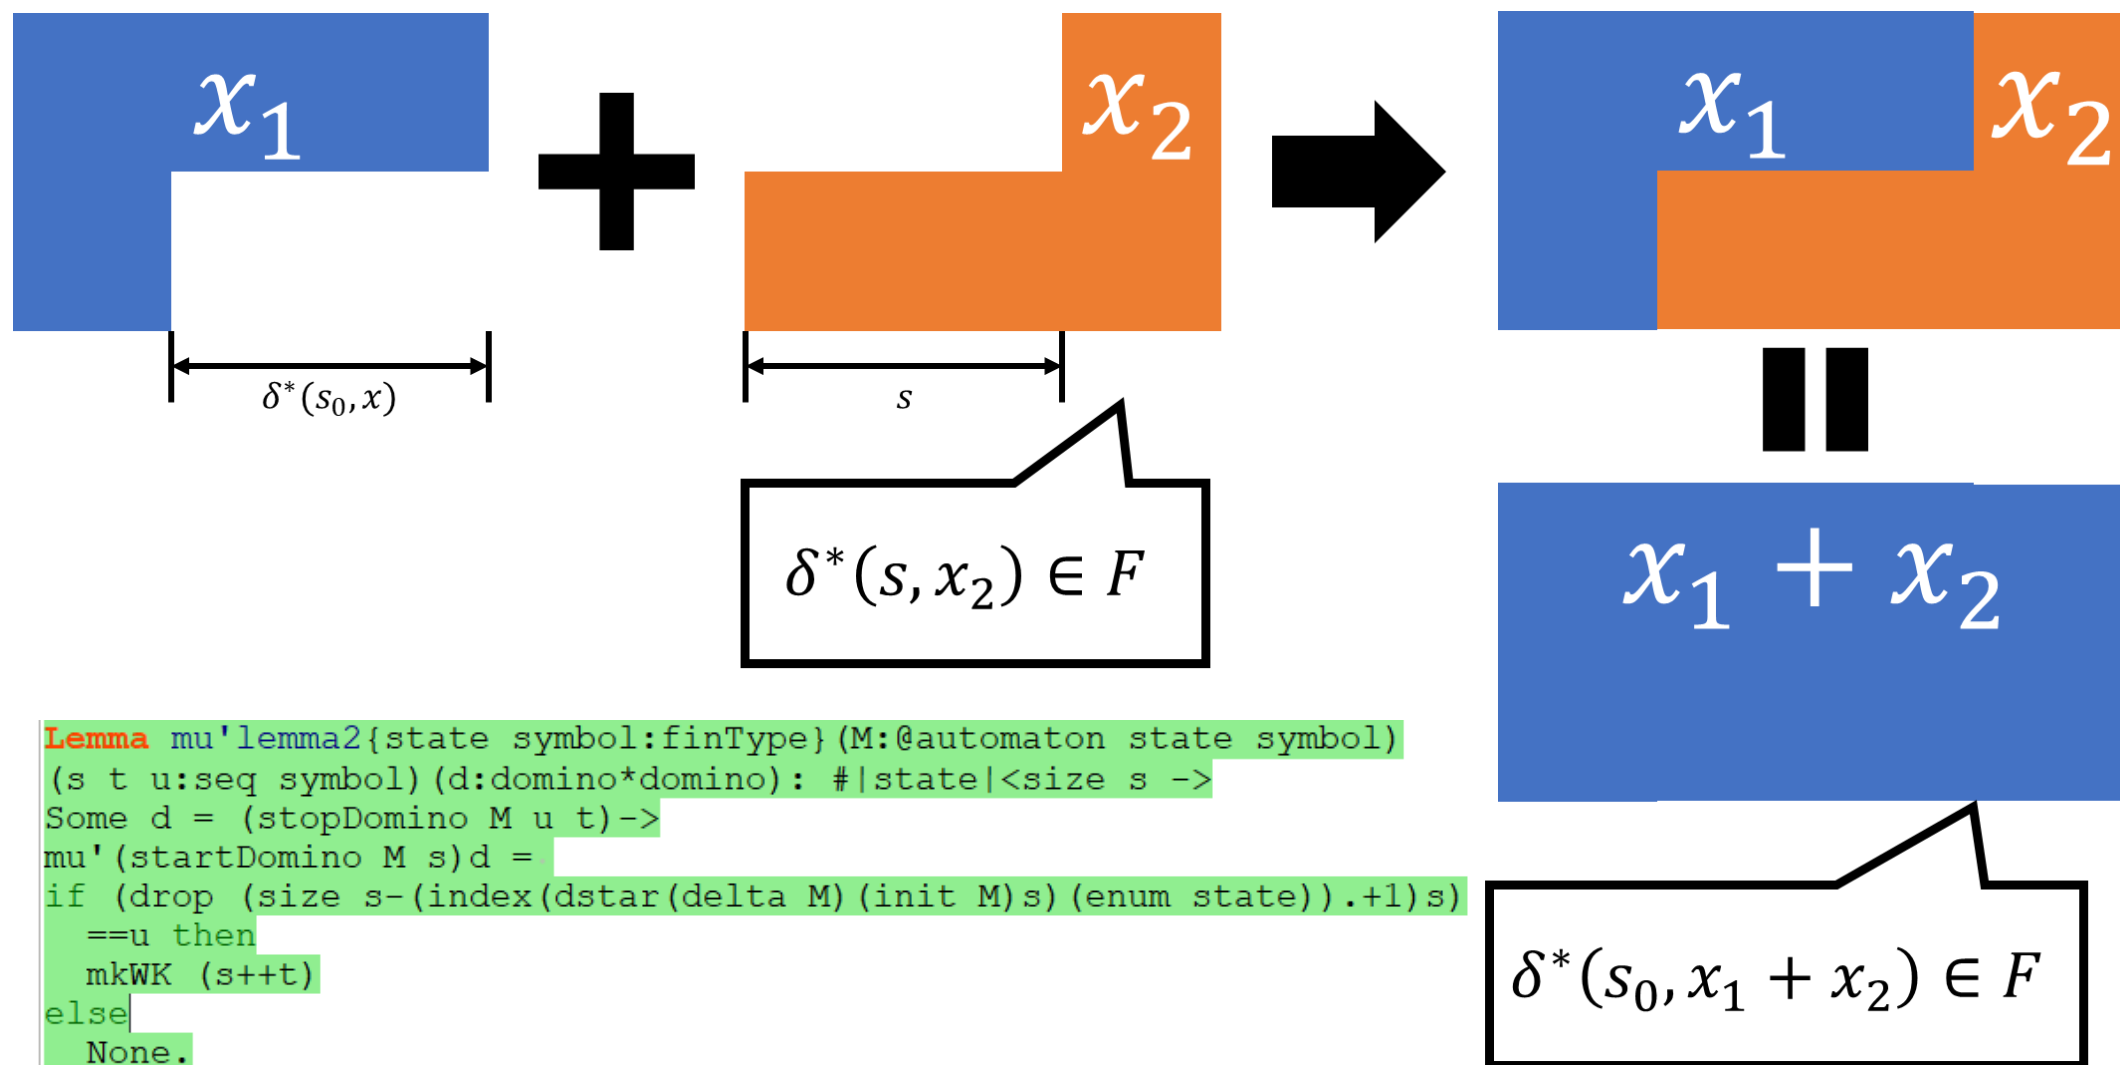 x₁
x₂
x₁
x₂
δ*(s₀, x)
s
δ*(s, x₂) ∈ F
x₁ + x₂
δ*(s₀, x₁ + x₂) ∈ F
Lemma mu'lemma2{state symbol:finType}(M:@automaton state symbol)
(s t u:seq symbol)(d:domino*domino): #|state|<size s ->
Some d = (stopDomino M u t)->
mu'(startDomino M s)d =
if (drop (size s-(index(dstar(delta M)(init M)s)(enum state)).+1)s)
  ==u then
  mkWK (s++t)
else
  None.